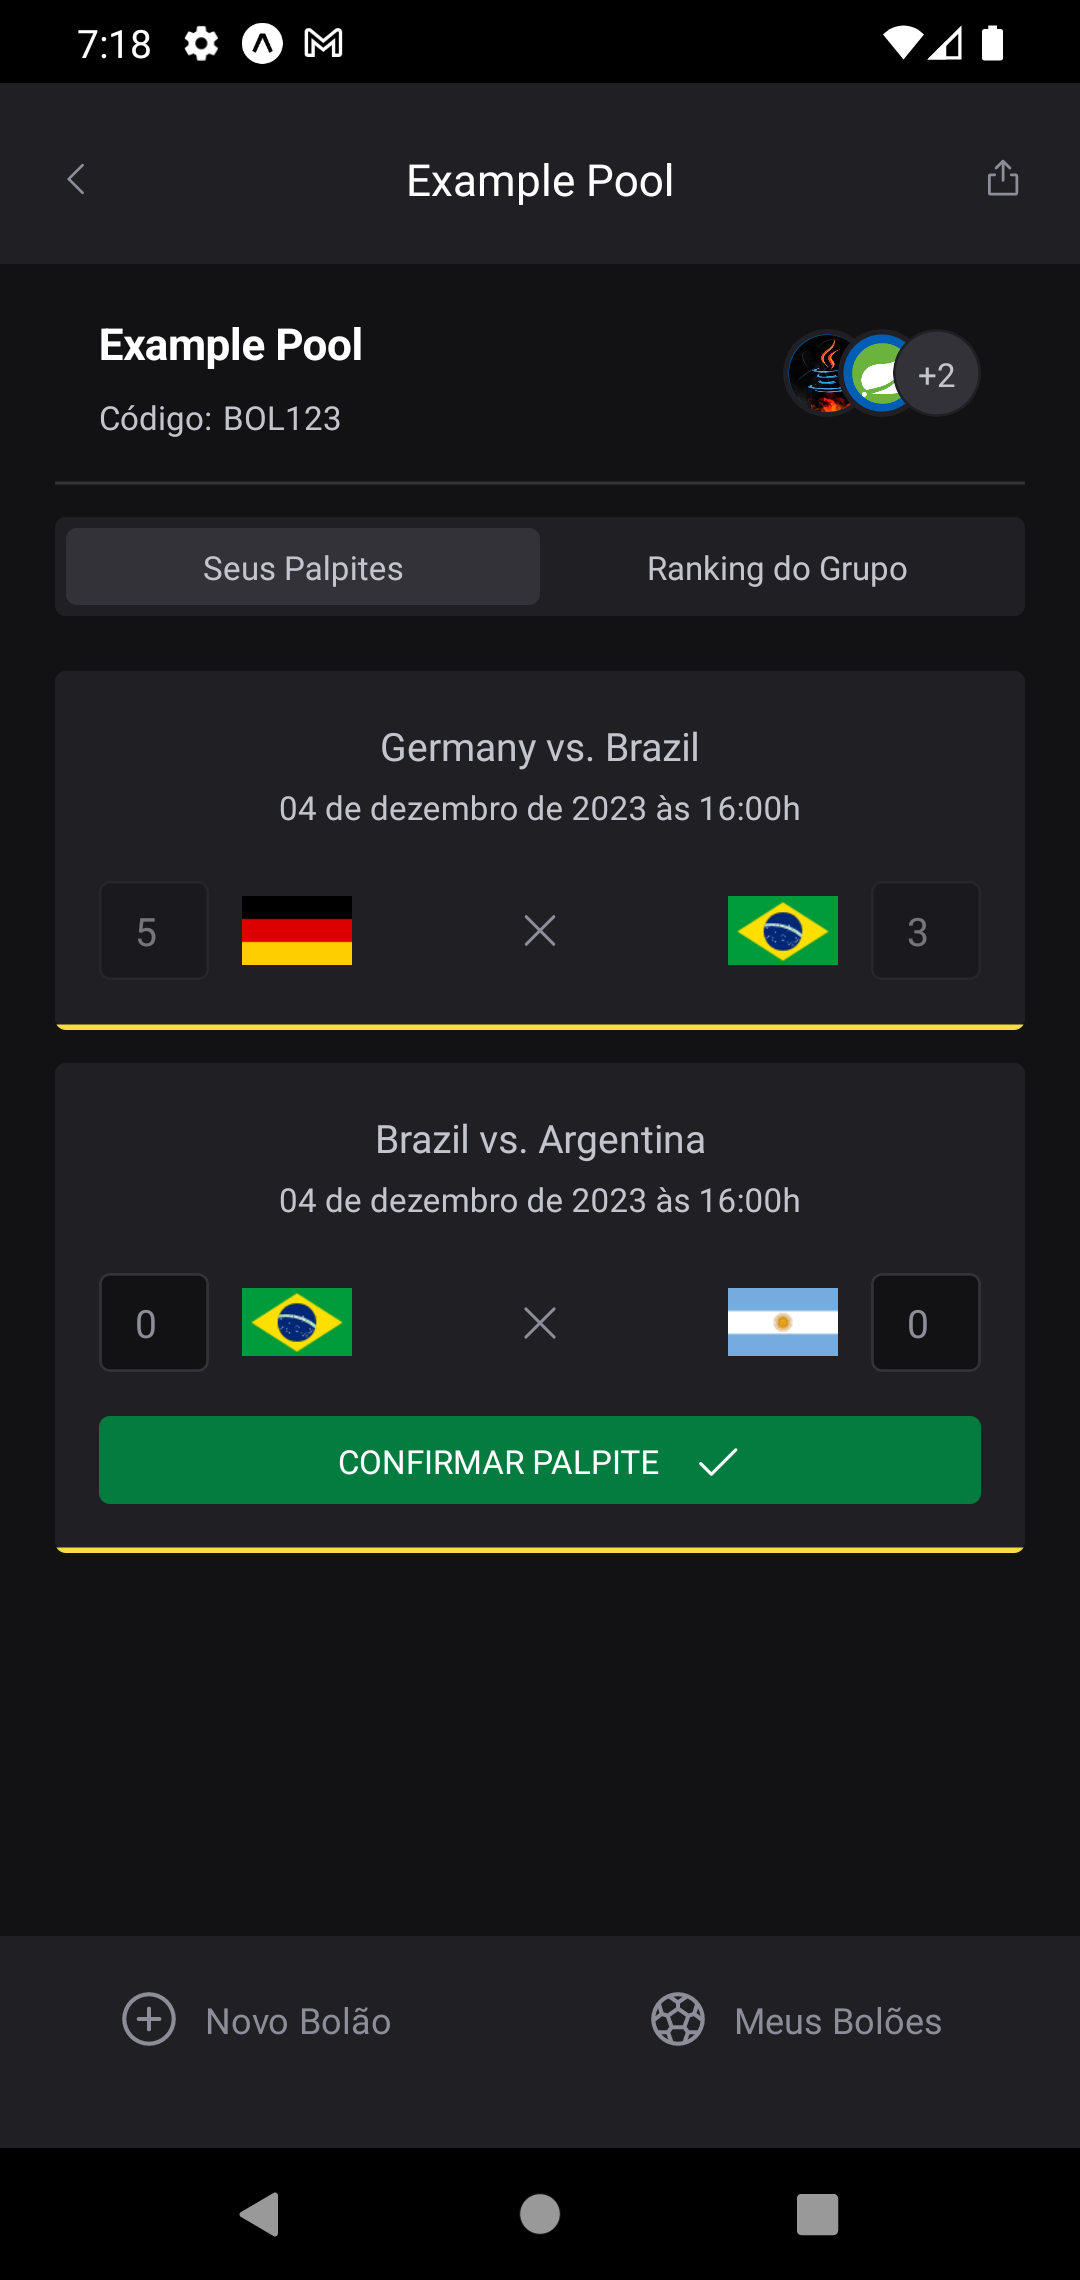 7:18
Example Pool
Example Pool
Código: BOL123
+2
Seus Palpites
Ranking do Grupo
Germany vs. Brazil
04 de dezembro de 2023 às 16:00h
5
3
Brazil vs. Argentina
04 de dezembro de 2023 às 16:00h
0
0
CONFIRMAR PALPITE
Novo Bolão
Meus Bolões